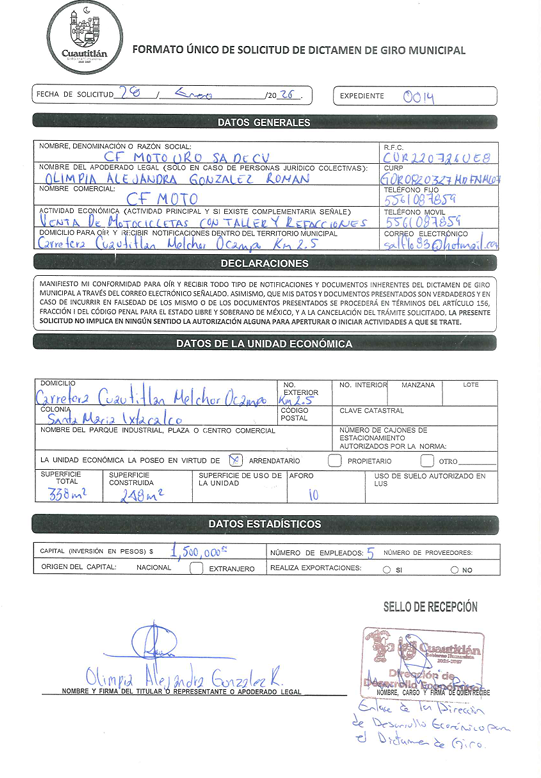 Cuautitlán
FORMATO ÚNICO DE SOLICITUD DE DICTAMEN DE GIRO MUNICIPAL
FECHA DE SOLICITUD 28 / Enero /2026.
EXPEDIENTE 0014
DATOS GENERALES
NOMBRE, DENOMINACIÓN O RAZÓN SOCIAL:
CF MOTO URO SA DE CV
R.F.C.
CUR220726UE8
NOMBRE DEL APODERADO LEGAL (SOLO EN CASO DE PERSONAS JURÍDICO COLECTIVAS):
OLIMPIA ALEJANDRA GONZALEZ ROMAN
CURP
NOMBRE COMERCIAL:
CF MOTO
TELÉFONO FIJO
5561087859
ACTIVIDAD ECONÓMICA (ACTIVIDAD PRINCIPAL Y SI EXISTE COMPLEMENTARIA SEÑALE)
VENTA DE MOTOCICLETAS CON TALLER Y REFACCIONES
TELÉFONO MOVIL
5561087859
DOMICILIO PARA OÍR Y RECIBIR NOTIFICACIONES DENTRO DEL TERRITORIO MUNICIPAL
Carretera Cuautitlan Melchor Ocampo Km 2.5
CORREO ELECTRÓNICO
DECLARACIONES
MANIFIESTO MI CONFORMIDAD PARA OÍR Y RECIBIR TODO TIPO DE NOTIFICACIONES Y DOCUMENTOS INHERENTES DEL DICTAMEN DE GIRO
MUNICIPAL A TRAVÉS DEL CORREO ELECTRÓNICO SEÑALADO. ASIMISMO, QUE MIS DATOS Y DOCUMENTOS PRESENTADOS SON VERDADEROS Y EN
CASO DE INCURRIR EN FALSEDAD DE LOS MISMO O DE LOS DOCUMENTOS PRESENTADOS SE PROCEDERÁ EN TÉRMINOS DEL ARTÍCULO 156,
FRACCIÓN I DEL CÓDIGO PENAL PARA EL ESTADO LIBRE Y SOBERANO DE MÉXICO, Y A LA CANCELACIÓN DEL TRÁMITE SOLICITADO. LA PRESENTE
SOLICITUD NO IMPLICA EN NINGÚN SENTIDO LA AUTORIZACIÓN ALGUNA PARA APERTURAR O INICIAR ACTIVIDADES A QUE SE TRATE.
DATOS DE LA UNIDAD ECONÓMICA
DOMICILIO
Carretera Cuautitlan Melchor Ocampo
NO. EXTERIOR
Km 2.5
NO. INTERIOR
MANZANA
LOTE
COLONIA
Santa Maria Ixtacalco
CÓDIGO POSTAL
CLAVE CATASTRAL
NOMBRE DEL PARQUE INDUSTRIAL, PLAZA O CENTRO COMERCIAL
NÚMERO DE CAJONES DE
ESTACIONAMIENTO
AUTORIZADOS POR LA NORMA:
LA UNIDAD ECONÓMICA LA POSEO EN VIRTUD DE X ARRENDATARIO PROPIETARIO OTRO
SUPERFICIE TOTAL
338m²
SUPERFICIE CONSTRUIDA
248m²
SUPERFICIE DE USO DE LA UNIDAD
AFORO
10
USO DE SUELO AUTORIZADO EN LUS
DATOS ESTADÍSTICOS
CAPITAL (INVERSIÓN EN PESOS) $ 1,500,000
NÚMERO DE EMPLEADOS: 5 NÚMERO DE PROVEEDORES:
ORIGEN DEL CAPITAL: NACIONAL EXTRANJERO
REALIZA EXPORTACIONES: SI NO
SELLO DE RECEPCIÓN
Cuautitlán
Dirección de
Desarrollo Económico
Olimpia Alejandra González R.
NOMBRE Y FIRMA DEL TITULAR O REPRESENTANTE O APODERADO LEGAL
NOMBRE, CARGO Y FIRMA DE QUIEN RECIBE
Enlace de la Dirección
de Desarrollo Económico para
el Dictamen de Giro.